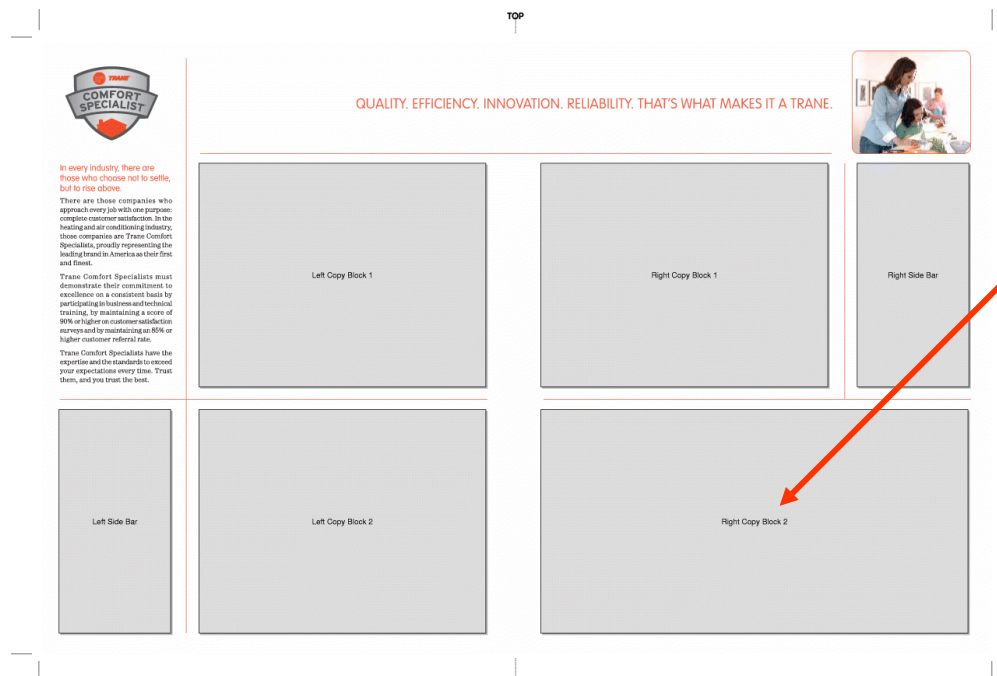 TOP
TRANE
COMFORT
SPECIALIST
QUALITY. EFFICIENCY. INNOVATION. RELIABILITY. THAT'S WHAT MAKES IT A TRANE.
In every industry, there are
those who choose not to settle,
but to rise above.
There are those companies who
approach every job with one purpose:
complete customer satisfaction. In the
heating and air conditioning industry,
those companies are Trane Comfort
Specialists, proudly representing the
leading brand in America as their first
and finest.
Trane Comfort Specialists must
demonstrate their commitment to
excellence on a consistent basis by
participating in business and technical
training, by maintaining a score of
90% or higher on customer satisfaction
surveys and by maintaining an 85% or
higher customer referral rate.
Trane Comfort Specialists have the
expertise and the standards to exceed
your expectations every time. Trust
them, and you trust the best.
Left Copy Block 1
Right Copy Block 1
Right Side Bar
Left Side Bar
Left Copy Block 2
Right Copy Block 2